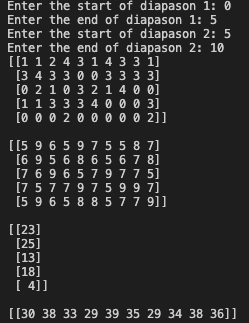 Enter the start of diapason 1: 0
Enter the end of diapason 1: 5
Enter the start of diapason 2: 5
Enter the end of diapason 2: 10
[[1 1 2 4 3 1 4 3 3 1]
 [3 4 3 3 0 0 3 3 3 3]
 [0 2 1 0 3 2 1 4 0 0]
 [1 1 3 3 3 4 0 0 0 3]
 [0 0 0 2 0 0 0 0 0 2]]

[[5 9 6 5 9 7 5 5 8 7]
 [6 9 5 6 8 6 5 6 7 8]
 [7 6 9 6 5 7 9 7 7 5]
 [7 5 7 7 9 7 5 9 9 7]
 [5 9 6 5 8 8 5 7 7 9]]

[[23]
 [25]
 [13]
 [18]
 [ 4]]

[[30 38 33 29 39 35 29 34 38 36]]